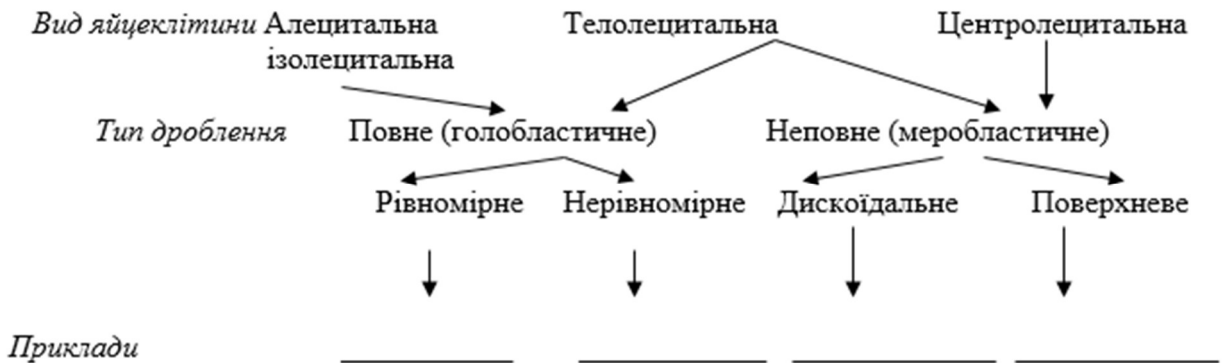 Вид яйцеклітини Алецитальна Телолецитальна Центролецитальна
ізолецитальна
Тип дроблення Повне (голобластичне) Неповне (меробластичне)
Рівномірне Нерівномірне Дискоїдальне Поверхневе
Приклади